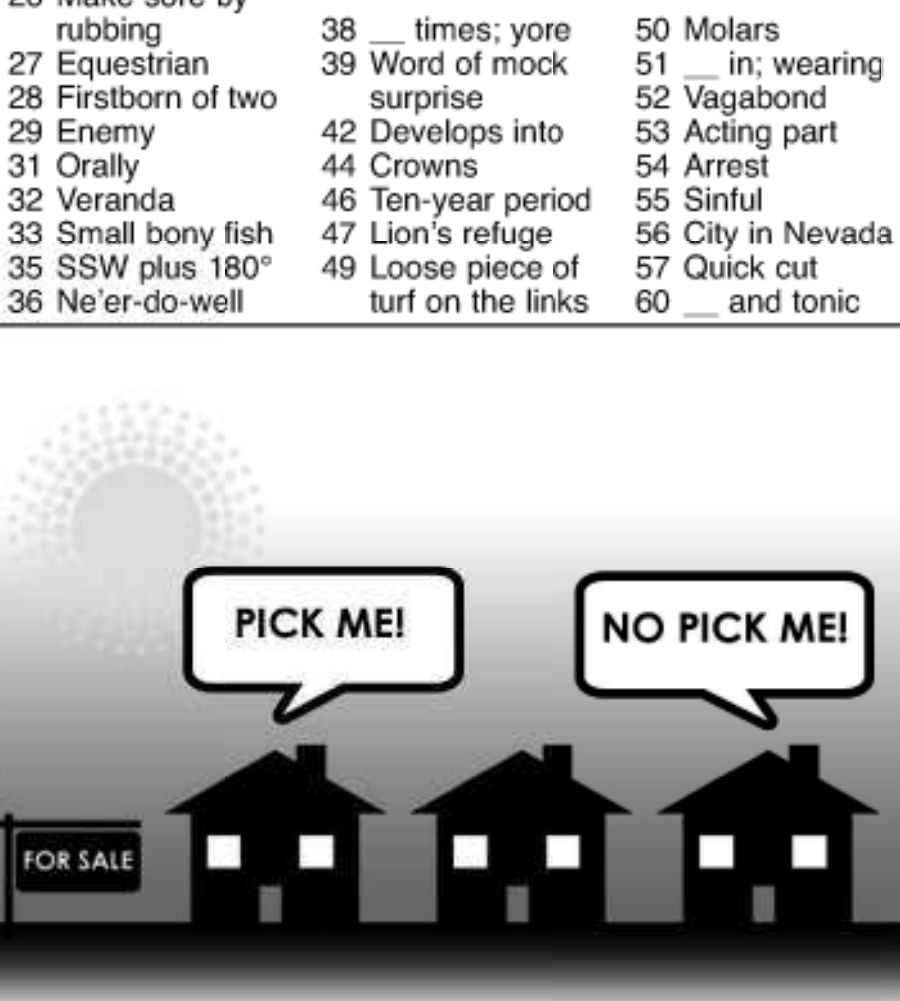 26 Make sore by
rubbing
27 Equestrian
28 Firstborn of two
29 Enemy
31 Orally
32 Veranda
33 Small bony fish
35 SSW plus 180°
36 Ne'er-do-well
38 __ times; yore
39 Word of mock
surprise
42 Develops into
44 Crowns
46 Ten-year period
47 Lion's refuge
49 Loose piece of
turf on the links
50 Molars
51 __ in; wearing
52 Vagabond
53 Acting part
54 Arrest
55 Sinful
56 City in Nevada
57 Quick cut
60 __ and tonic
PICK ME!
NO PICK ME!
FOR SALE